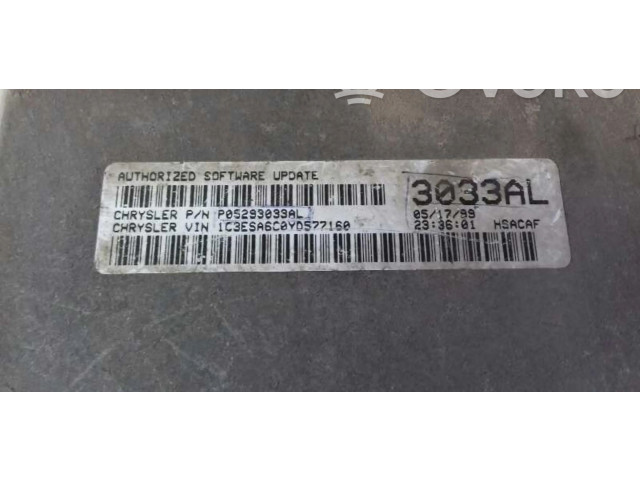 AUTHORIZED SOFTWARE UPDATE
3033AL
CHRYSLER P/N P05293033AL
05/17/99
CHRYSLER VIN 1C3ESA6C0YD577160
23:36:01 HSACAF